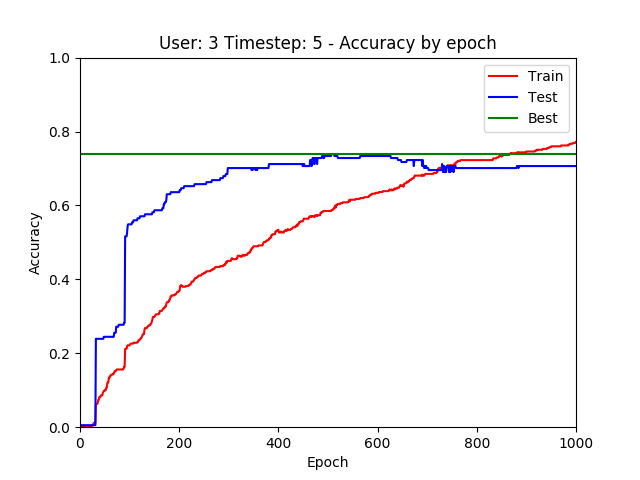 User: 3 Timestep: 5 - Accuracy by epoch
1.0
0.8
0.6
0.4
0.2
0.0
Accuracy
Train
Test
Best
0 200 400 600 800 1000
Epoch